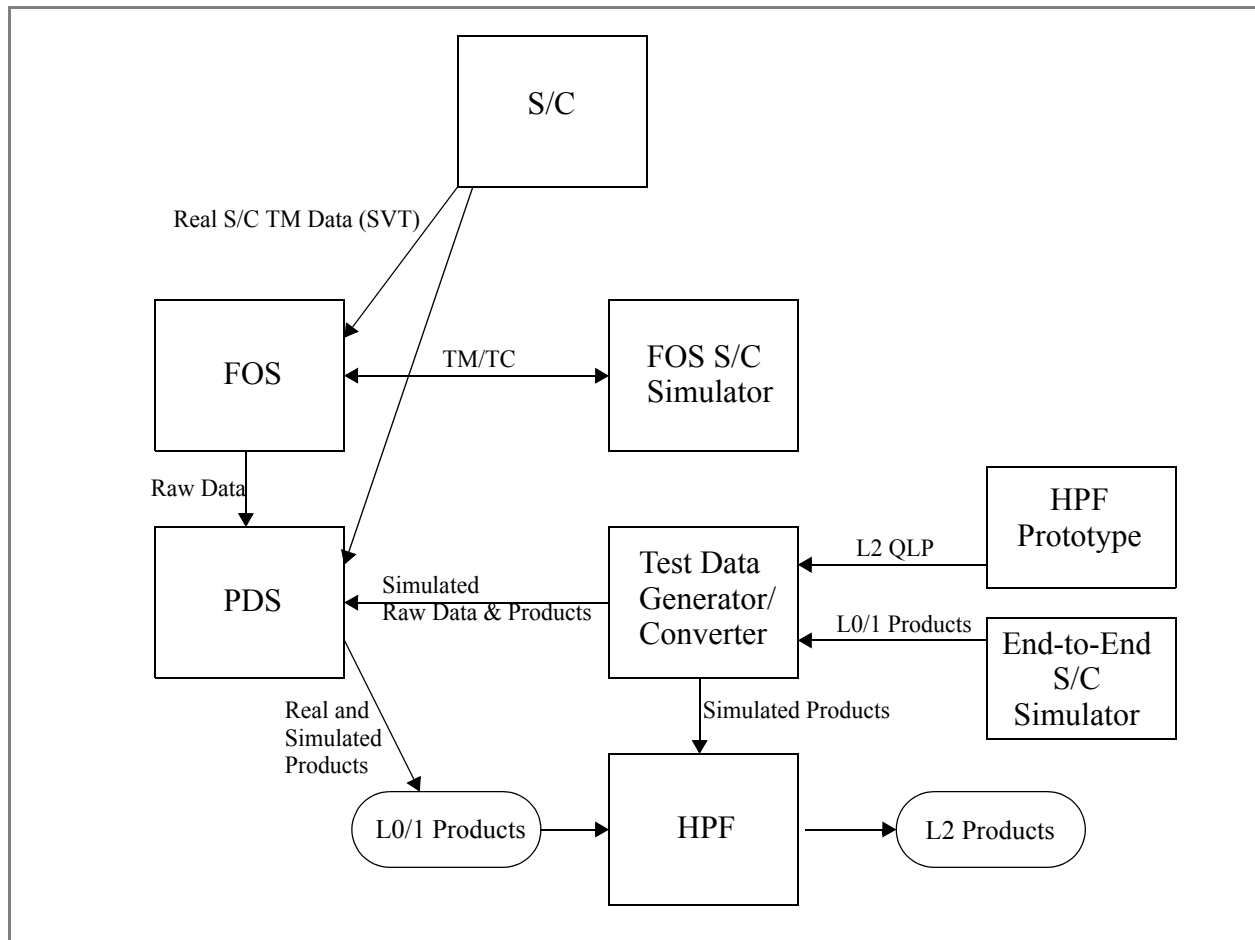 S/C
Real S/C TM Data (SVT)
FOS
TM/TC
FOS S/C
Simulator
Raw Data
HPF
Prototype
L2 QLP
PDS
Simulated
Raw Data & Products
Test Data
Generator/
Converter
L0/1 Products
End-to-End
S/C
Simulator
Real and
Simulated
Products
Simulated Products
L0/1 Products
HPF
L2 Products